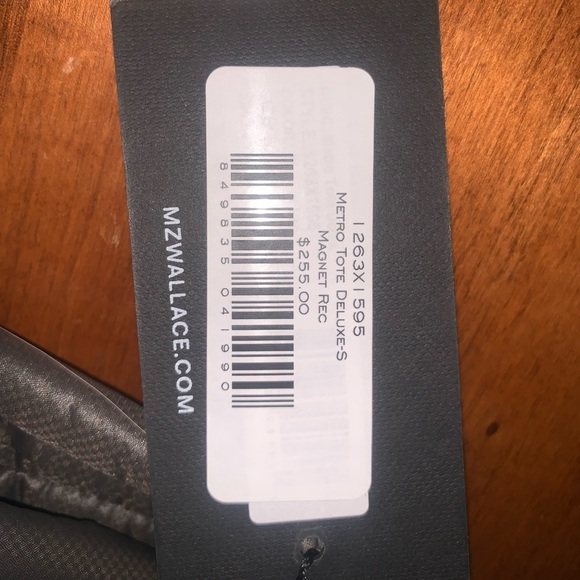 1263X1595
METRO TOTE DELUXE-S
MAGNET REC
$255.00
8 49835 04199 0
MZWALLACE.COM